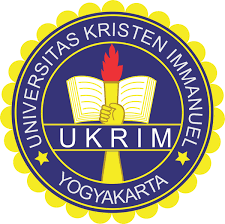 UNIVERSITAS KRISTEN IMMANUEL
UKRIM
YOGYAKARTA